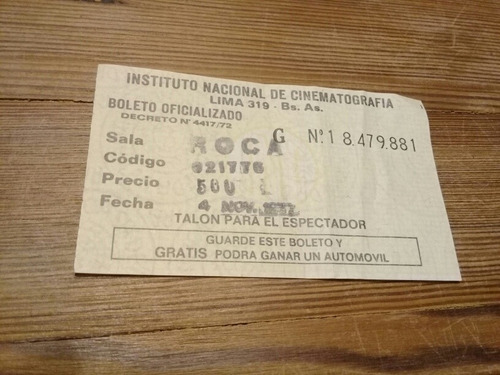 INSTITUTO NACIONAL DE CINEMATOGRAFIA
LIMA 319 - Bs. As.
BOLETO OFICIALIZADO
DECRETO Nº 4417/72
G Nº 18.479.881
Sala ROCA
Código 021776
Precio 500
Fecha 4 NOV. 1977
TALON PARA EL ESPECTADOR
GUARDE ESTE BOLETO Y
GRATIS PODRA GANAR UN AUTOMOVIL